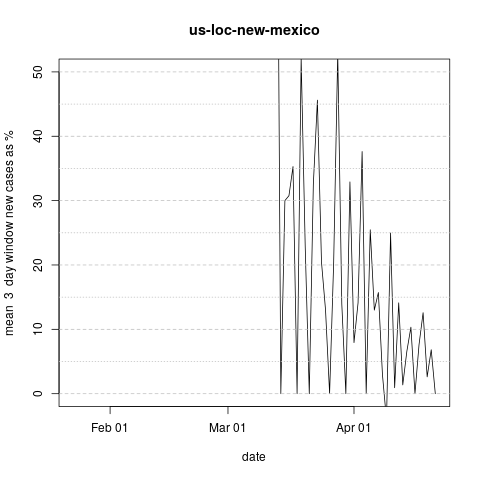 us-loc-new-mexico
mean 3 day window new cases as %
50
40
30
20
10
0
Feb 01
Mar 01
Apr 01
date